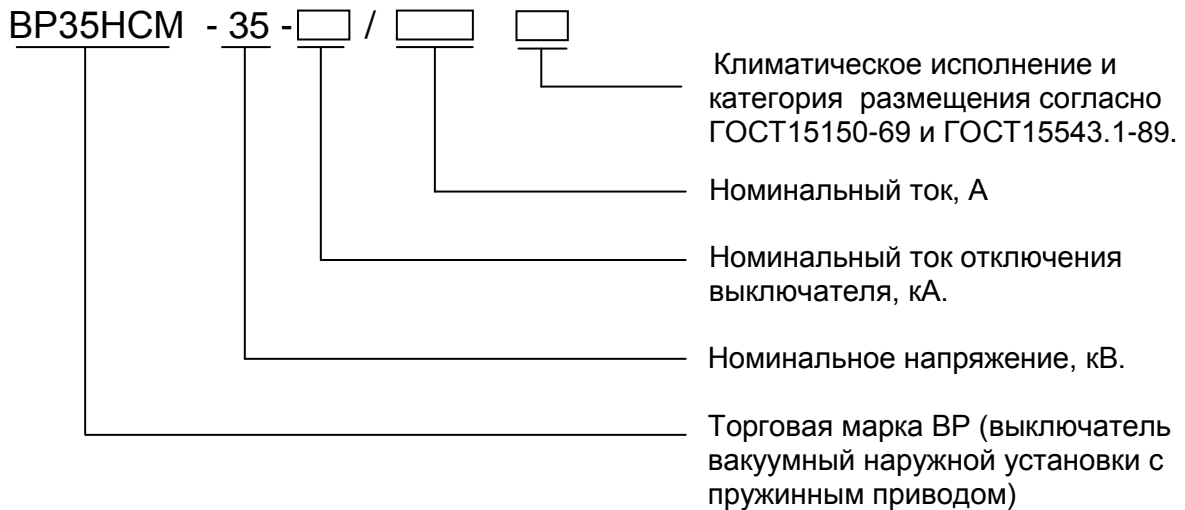 ВР35НСМ - 35 - /
Климатическое исполнение и
категория размещения согласно
ГОСТ15150-69 и ГОСТ15543.1-89.
Номинальный ток, А
Номинальный ток отключения
выключателя, кА.
Номинальное напряжение, кВ.
Торговая марка ВР (выключатель
вакуумный наружной установки с
пружинным приводом)